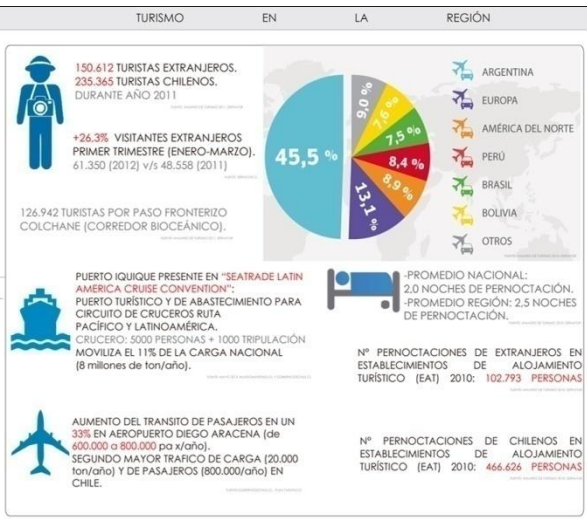 TURISMO EN LA REGIÓN
150.612 TURISTAS EXTRANJEROS.
235.365 TURISTAS CHILENOS.
DURANTE AÑO 2011
+26.3% VISITANTES EXTRANJEROS
PRIMER TRIMESTRE (ENERO-MARZO).
61.350 (2012) v/s 48.558 (2011)
126.942 TURISTAS POR PASO FRONTERIZO
COLCHANE (CORREDOR BIOCEÁNICO).
45,5 %
9,0 %
7,6 %
7,5 %
8,4 %
8,9 %
13,1 %
ARGENTINA
EUROPA
AMÉRICA DEL NORTE
PERÚ
BRASIL
BOLIVIA
OTROS
PUERTO IQUIQUE PRESENTE EN “SEATRADE LATIN
AMERICA CRUISE CONVENTION”:
PUERTO TURÍSTICO Y DE ABASTECIMIENTO PARA
CIRCUITO DE CRUCEROS RUTA
PACÍFICO Y LATINOAMÉRICA.
CRUCERO: 5000 PERSONAS + 1000 TRIPULACIÓN
MOVILIZA EL 11% DE LA CARGA NACIONAL
(8 millones de ton/año).
-PROMEDIO NACIONAL:
2,0 NOCHES DE PERNOCTACIÓN.
-PROMEDIO REGIÓN: 2,5 NOCHES
DE PERNOCTACIÓN.
Nº PERNOCTACIONES DE EXTRANJEROS EN
ESTABLECIMIENTOS DE ALOJAMIENTO
TURÍSTICO (EAT) 2010: 102.793 PERSONAS
AUMENTO DEL TRANSITO DE PASAJEROS EN UN
33% EN AEROPUERTO DIEGO ARACENA (de
600.000 a 800.000 pa x/año).
SEGUNDO MAYOR TRAFICO DE CARGA (20.000
ton/año) Y DE PASAJEROS (800.000/año) EN
CHILE.
Nº PERNOCTACIONES DE CHILENOS EN
ESTABLECIMIENTOS DE ALOJAMIENTO
TURÍSTICO (EAT) 2010: 466.626 PERSONAS